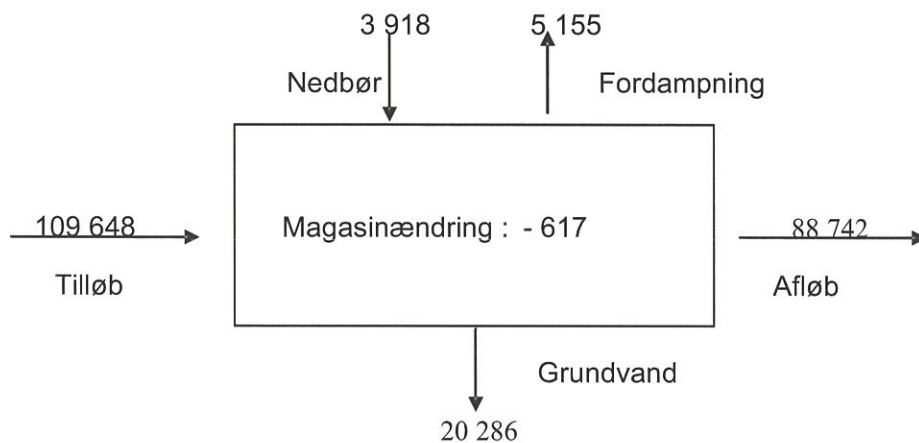 3 918 5 155
Nedbør Fordampning
109 648 Magasinændring : - 617 88 742
Tilløb Afløb
Grundvand
20 286